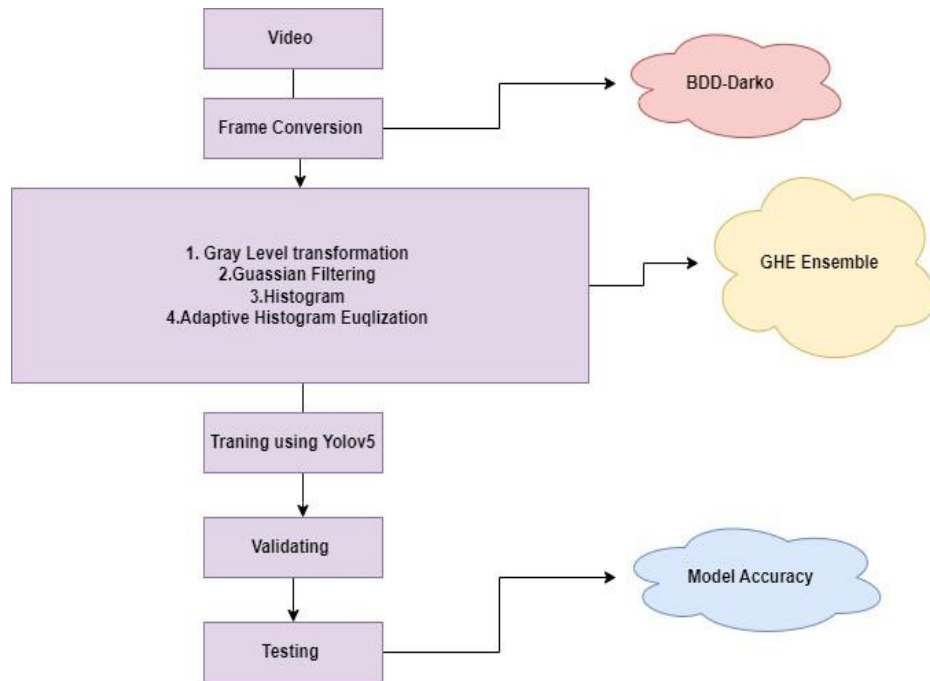 Video
BDD-Darko
Frame Conversion
1. Gray Level transformation
2.Guassian Filtering
3.Histogram
4.Adaptive Histogram Euqlization
GHE Ensemble
Traning using Yolov5
Validating
Model Accuracy
Testing